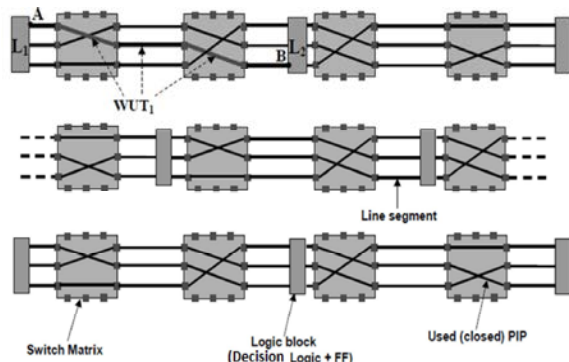 A
L1
L2
B
WUT1
Line segment
Switch Matrix
Logic block
(Decision Logic + FF)
Used (closed) PIP